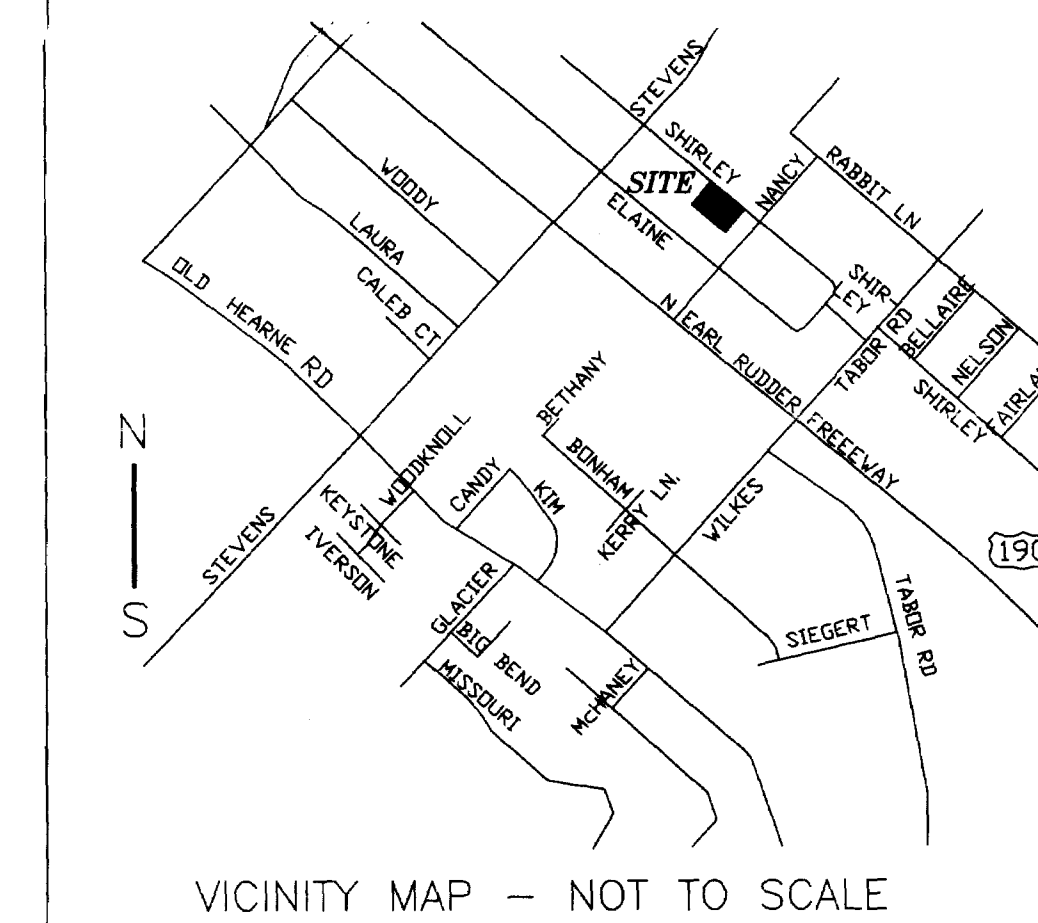 STEVENS
SHIRLEY
NANCY
RABBIT LN
SITE
ELAINE
WOODY
LAURA
CALEB CT
OLD HEARNE RD
SHIR
LEY
TABOR RD
BELLAIRE
NELSON
SHIRLEY
N EARL RUDDER FREEEWAY
BETHANY
BONHAM
KERRY LN.
WILKES
WOODKNOLL
CANDY
KIM
KEYSTONE
IVERSON
STEVENS
N
S
190
TABOR RD
SIEGERT
GLACIER
BIG BEND
MISSOURI
McHANEY
VICINITY MAP – NOT TO SCALE